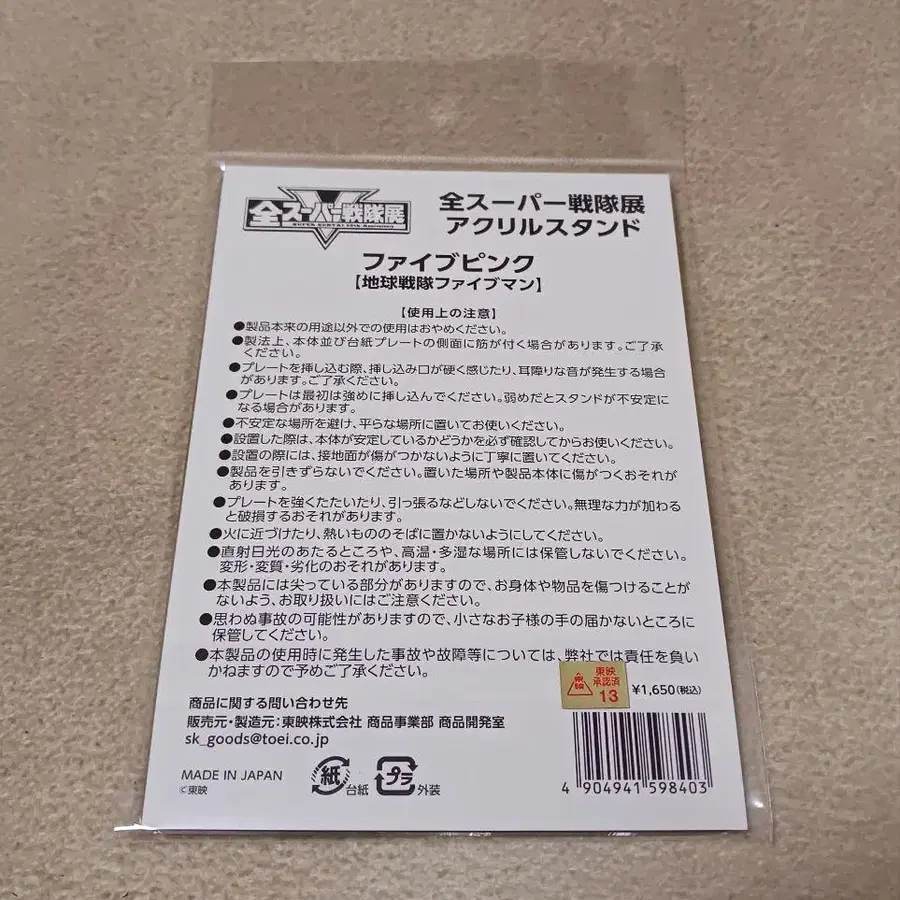 全スーパー戦隊展
SUPER SENTAI 50th Anniversary
全スーパー戦隊展
アクリルスタンド
ファイブピンク
【地球戦隊ファイブマン】
【使用上の注意】
●製品本来の用途以外での使用はおやめください。
●製法上、本体並び台紙プレートの側面に筋が付く場合があります。ご了承
ください。
●プレートを挿し込む際、挿し込み口が硬く感じたり、耳障りな音が発生する場合
があります。ご了承ください。
●プレートは最初は強めに挿し込んでください。弱めだとスタンドが不安定に
なる場合があります。
●不安定な場所を避け、平らな場所に置いてお使いください。
●設置した際は、本体が安定しているかどうかを必ず確認してからお使いください。
●設置の際には、接地面が傷がつかないように丁寧に置いてください。
●製品を引きずらないでください。置いた場所や製品本体に傷がつくおそれが
あります。
●プレートを強くたたいたり、引っ張るなどしないでください。無理な力が加わる
と破損するおそれがあります。
●火に近づけたり、熱いもののそばに置かないようにしてください。
●直射日光のあたるところや、高温・多湿な場所には保管しないでください。
変形・変質・劣化のおそれがあります。
●本製品には尖っている部分がありますので、お身体や物品を傷つけることが
ないよう、お取り扱いにはご注意ください。
●思わぬ事故の可能性がありますので、小さなお子様の手の届かないところに
保管してください。
●本製品の使用時に発生した事故や故障等については、弊社では責任を負い
かねますので予めご了承ください。
東映
東映
承認済
13
¥1,650(税込)
商品に関する問い合わせ先
販売元・製造元：東映株式会社 商品事業部 商品開発室
sk_goods@toei.co.jp
MADE IN JAPAN
©東映
紙 台紙
プラ 外装
4 904941 598403